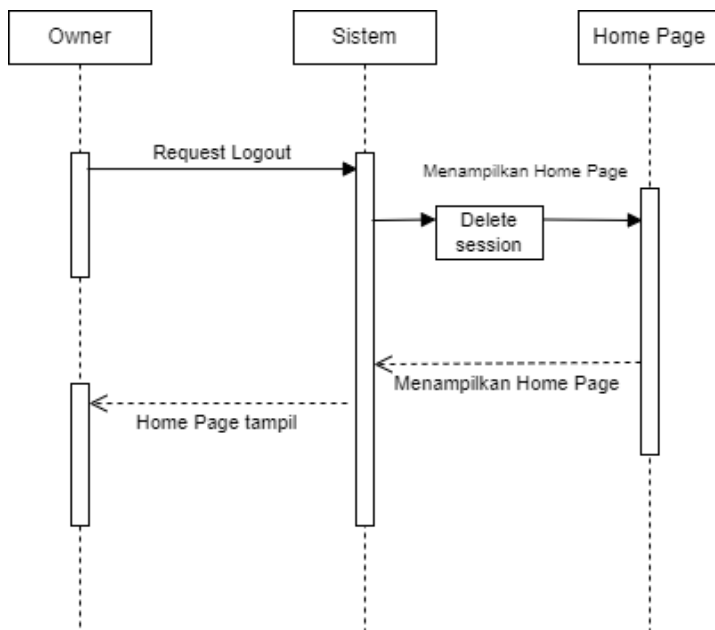 Owner
Sistem
Home Page
Request Logout
Menampilkan Home Page
Delete
session
Menampilkan Home Page
Home Page tampil